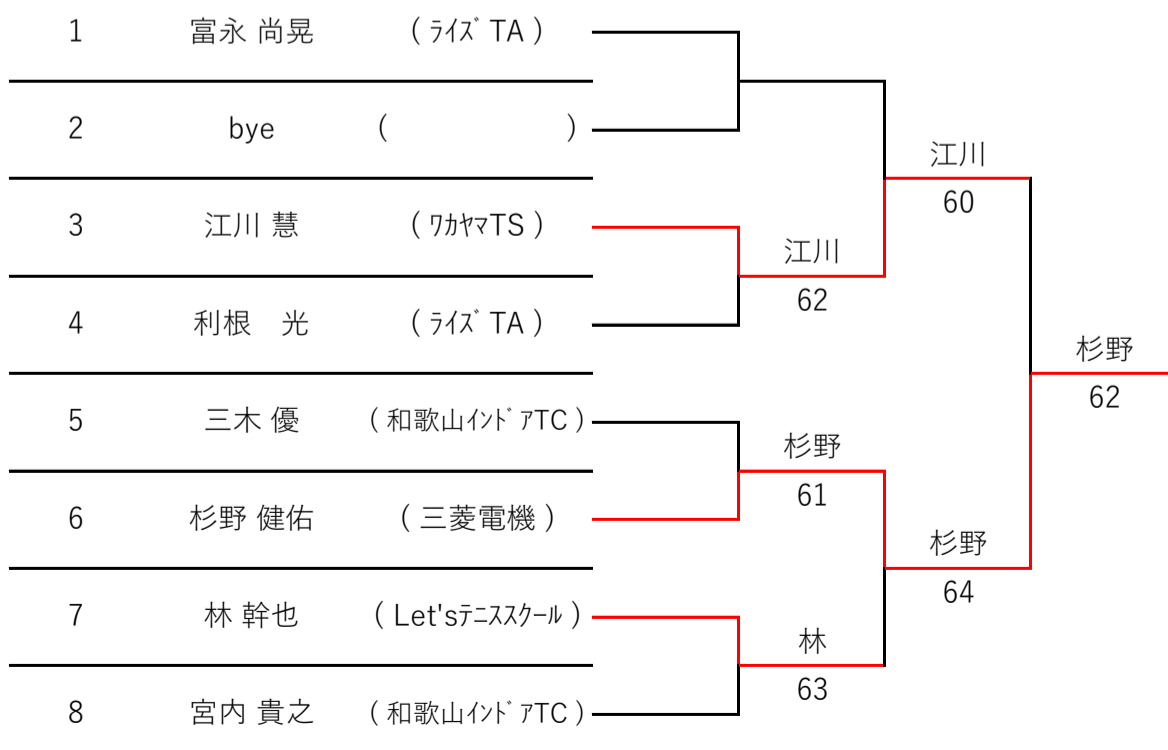 1 富永 尚晃 ( ﾗｲｽﾞ TA )
2 bye ( )
3 江川 慧 ( ﾜｶﾔﾏTS )
4 利根　光 ( ﾗｲｽﾞ TA )
5 三木 優 ( 和歌山ｲﾝﾄﾞｱTC )
6 杉野 健佑 ( 三菱電機 )
7 林 幹也 ( Let'sﾃﾆｽｽｸｰﾙ )
8 宮内 貴之 ( 和歌山ｲﾝﾄﾞｱTC )
江川
62
杉野
61
林
63
江川
60
杉野
64
杉野
62